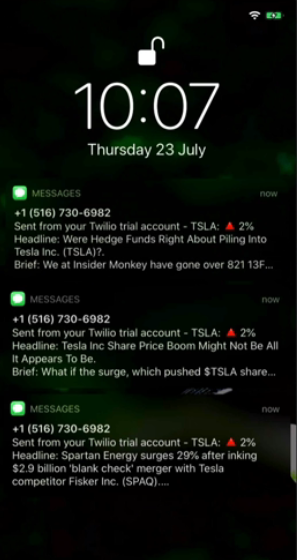 10:07
Thursday 23 July
MESSAGES now
+1 (516) 730-6982
Sent from your Twilio trial account - TSLA: 🔺 2%
Headline: Were Hedge Funds Right About Piling Into
Tesla Inc. (TSLA)?.
Brief: We at Insider Monkey have gone over 821 13F...
MESSAGES now
+1 (516) 730-6982
Sent from your Twilio trial account - TSLA: 🔺 2%
Headline: Tesla Inc Share Price Boom Might Not Be All
It Appears To Be.
Brief: What if the surge, which pushed $TSLA share...
MESSAGES now
+1 (516) 730-6982
Sent from your Twilio trial account - TSLA: 🔺 2%
Headline: Spartan Energy surges 29% after inking
$2.9 billion 'blank check' merger with Tesla
competitor Fisker Inc. (SPAQ)....